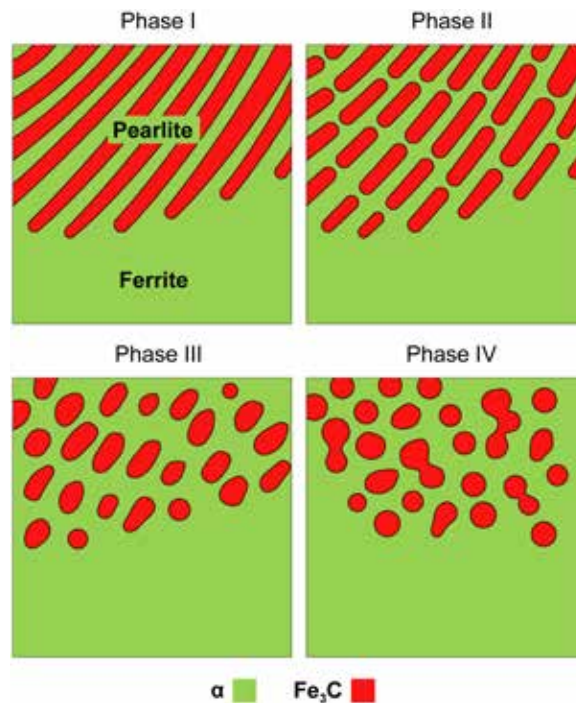 Phase I
Phase II
Pearlite
Ferrite
Phase III
Phase IV
α
Fe₃C